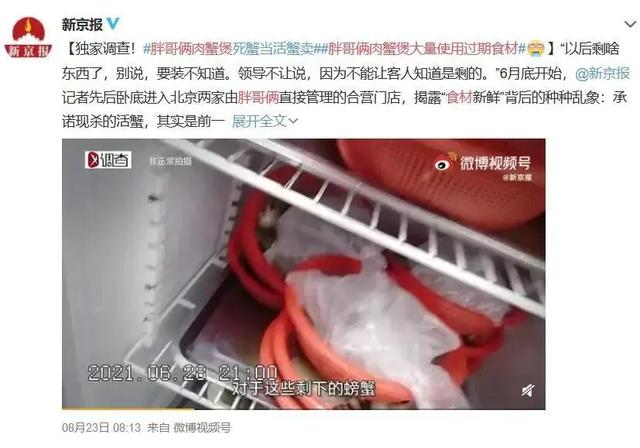 新京报
新京报
【独家调查！#胖哥俩肉蟹煲死蟹当活蟹卖##胖哥俩肉蟹煲大量使用过期食材#😭】“以后剩啥
东西了，别说，要装不知道。领导不让说，因为不能让客人知道是剩的。”6月底开始，@新京报
记者先后卧底进入北京两家由胖哥俩直接管理的合营门店，揭露“食材新鲜”背后的种种乱象：承
诺现杀的活蟹，其实是前一 展开全文
调查 非正常拍摄
微博视频号
@新京报
2021.06.28 21:00
对于这些剩下的螃蟹
08月23日 08:13 来自 微博视频号